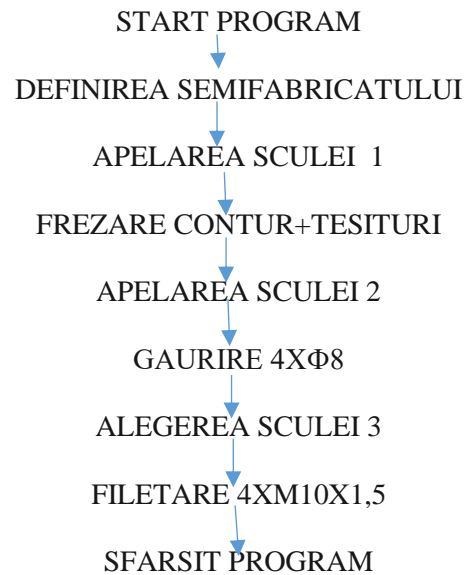 START PROGRAM
DEFINIREA SEMIFABRICATULUI
APELAREA SCULEI 1
FREZARE CONTUR+TESITURI
APELAREA SCULEI 2
GAURIRE 4XΦ8
ALEGEREA SCULEI 3
FILETARE 4XM10X1,5
SFARSIT PROGRAM